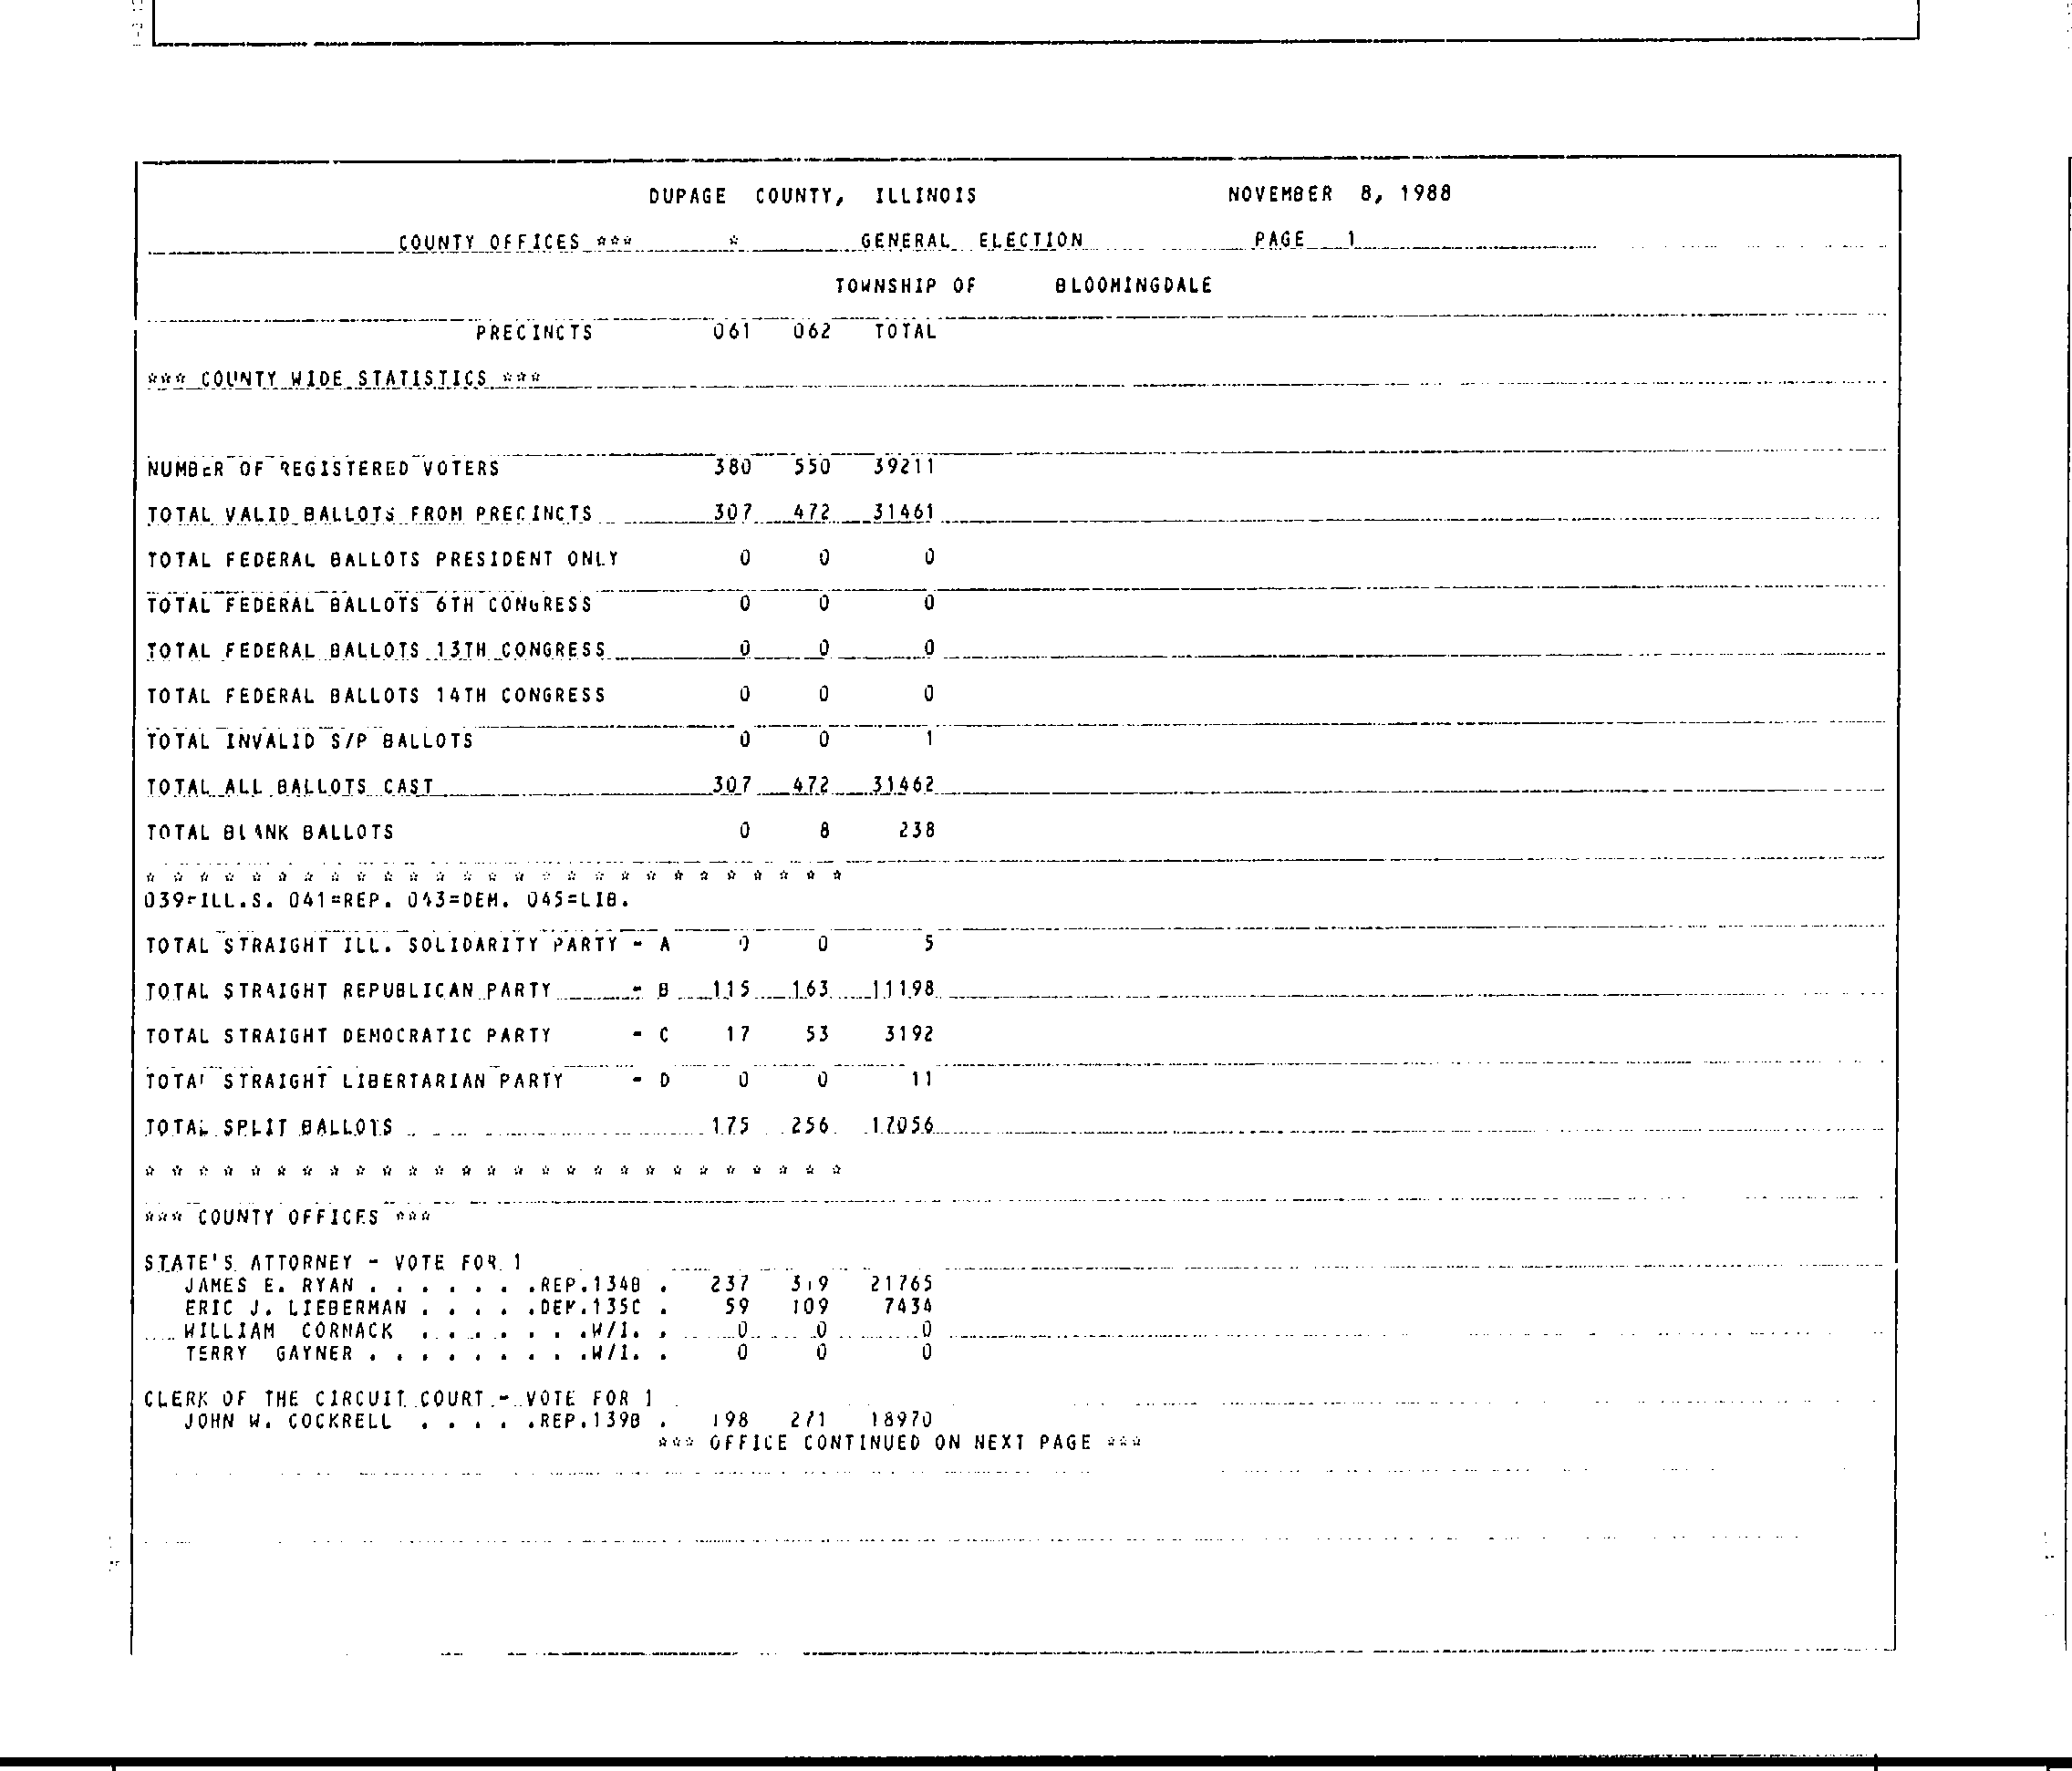 DUPAGE COUNTY, ILLINOIS NOVEMBER 8, 1988
COUNTY OFFICES *** * GENERAL ELECTION PAGE 1
TOWNSHIP OF BLOOMINGDALE
PRECINCTS 061 062 TOTAL
*** COUNTY WIDE STATISTICS ***
NUMBER OF REGISTERED VOTERS 380 550 39211
TOTAL VALID BALLOTS FROM PRECINCTS 307 472 31461
TOTAL FEDERAL BALLOTS PRESIDENT ONLY 0 0 0
TOTAL FEDERAL BALLOTS 6TH CONGRESS 0 0 0
TOTAL FEDERAL BALLOTS 13TH CONGRESS 0 0 0
TOTAL FEDERAL BALLOTS 14TH CONGRESS 0 0 0
TOTAL INVALID S/P BALLOTS 0 0 1
TOTAL ALL BALLOTS CAST 307 472 31462
TOTAL BLANK BALLOTS 0 8 238
* * * * * * * * * * * * * * * * * * * * * * * * * * *
039=ILL.S. 041=REP. 043=DEM. 045=LIB.
TOTAL STRAIGHT ILL. SOLIDARITY PARTY - A 0 0 5
TOTAL STRAIGHT REPUBLICAN PARTY - B 115 163 11198
TOTAL STRAIGHT DEMOCRATIC PARTY - C 17 53 3192
TOTAL STRAIGHT LIBERTARIAN PARTY - D 0 0 11
TOTAL SPLIT BALLOTS 175 256 17056
* * * * * * * * * * * * * * * * * * * * * * * * * * *
*** COUNTY OFFICES ***
STATE'S ATTORNEY - VOTE FOR 1
JAMES E. RYAN . . . . . . .REP.134B . 237 319 21765
ERIC J. LIEBERMAN . . . . .DEM.135C . 59 109 7434
WILLIAM CORMACK . . . . . . .W/I. . 0 0 0
TERRY GAYNER . . . . . . . . .W/I. . 0 0 0
CLERK OF THE CIRCUIT COURT - VOTE FOR 1
JOHN W. COCKRELL . . . . .REP.139B . 198 271 18970
*** OFFICE CONTINUED ON NEXT PAGE ***